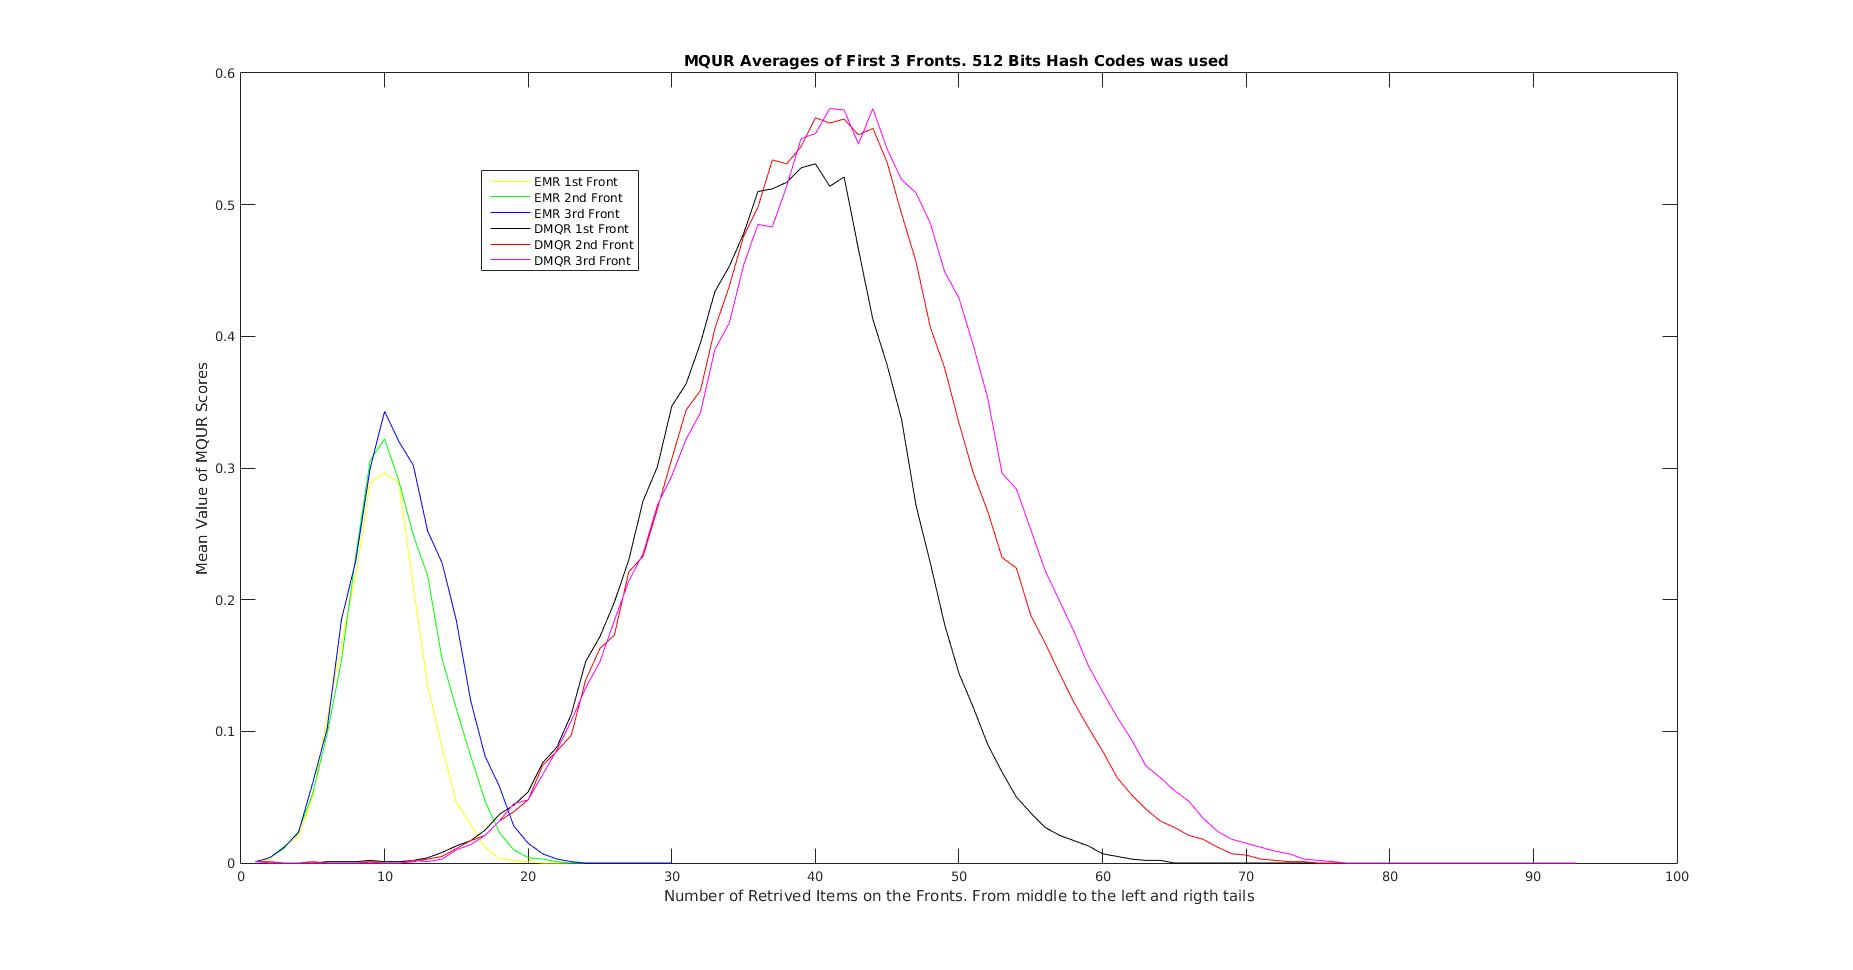 MQUR Averages of First 3 Fronts. 512 Bits Hash Codes was used
0.6
0.5
0.4
0.3
0.2
0.1
0
Mean Value of MQUR Scores
EMR 1st Front
EMR 2nd Front
EMR 3rd Front
DMQR 1st Front
DMQR 2nd Front
DMQR 3rd Front
0 10 20 30 40 50 60 70 80 90 100
Number of Retrived Items on the Fronts. From middle to the left and rigth tails